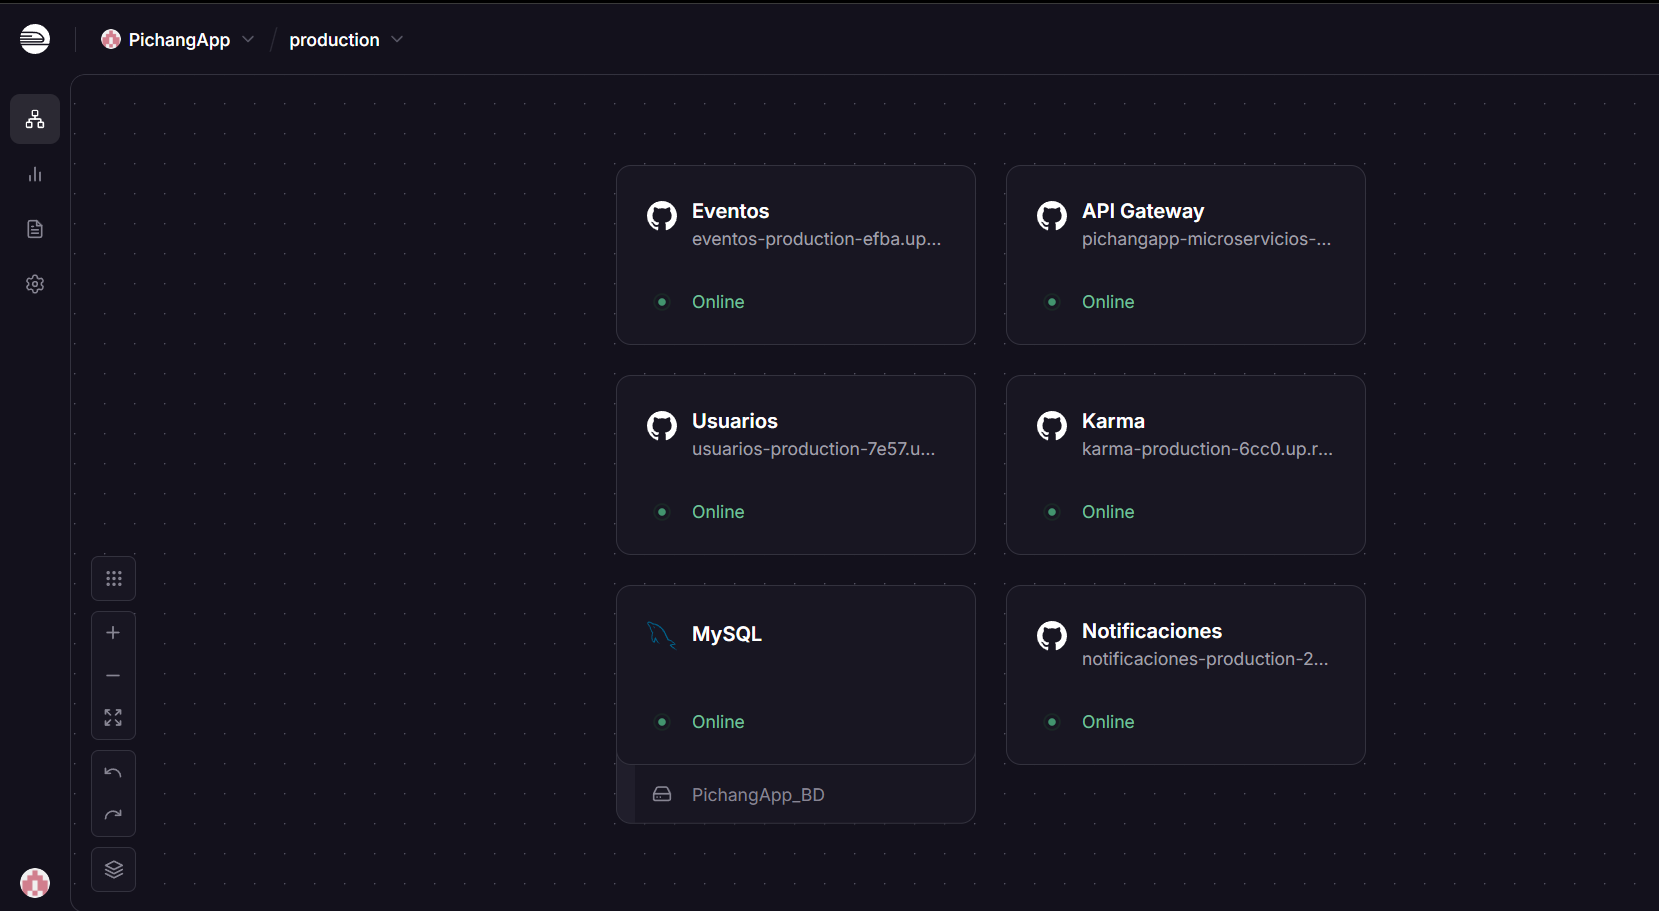 PichangApp
production
Eventos
eventos-production-efba.up...
Online
API Gateway
pichangapp-microservicios-...
Online
Usuarios
usuarios-production-7e57.u...
Online
Karma
karma-production-6cc0.up.r...
Online
MySQL
Online
PichangApp_BD
Notificaciones
notificaciones-production-2...
Online